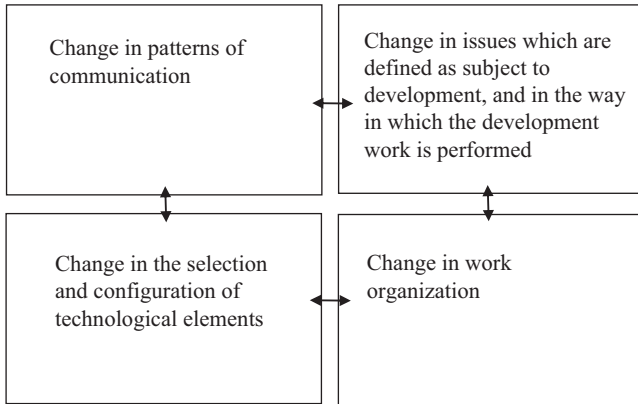 Change in patterns of
communication
Change in issues which are
defined as subject to
development, and in the way
in which the development
work is performed
Change in the selection
and configuration of
technological elements
Change in work
organization